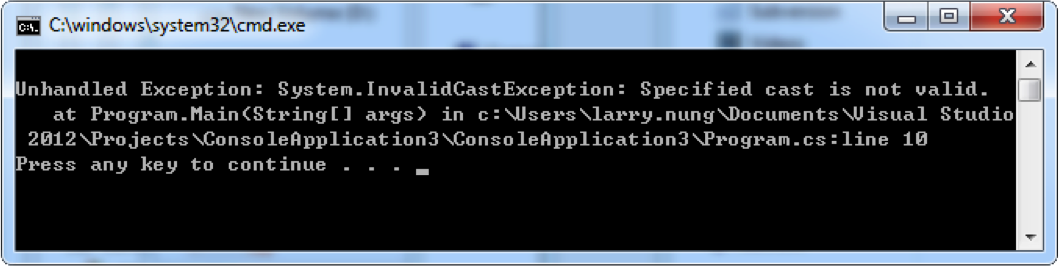 C:\windows\system32\cmd.exe
Unhandled Exception: System.InvalidCastException: Specified cast is not valid.
at Program.Main(String[] args) in c:\Users\larry.nung\Documents\Visual Studio
2012\Projects\ConsoleApplication3\ConsoleApplication3\Program.cs:line 10
Press any key to continue . . .